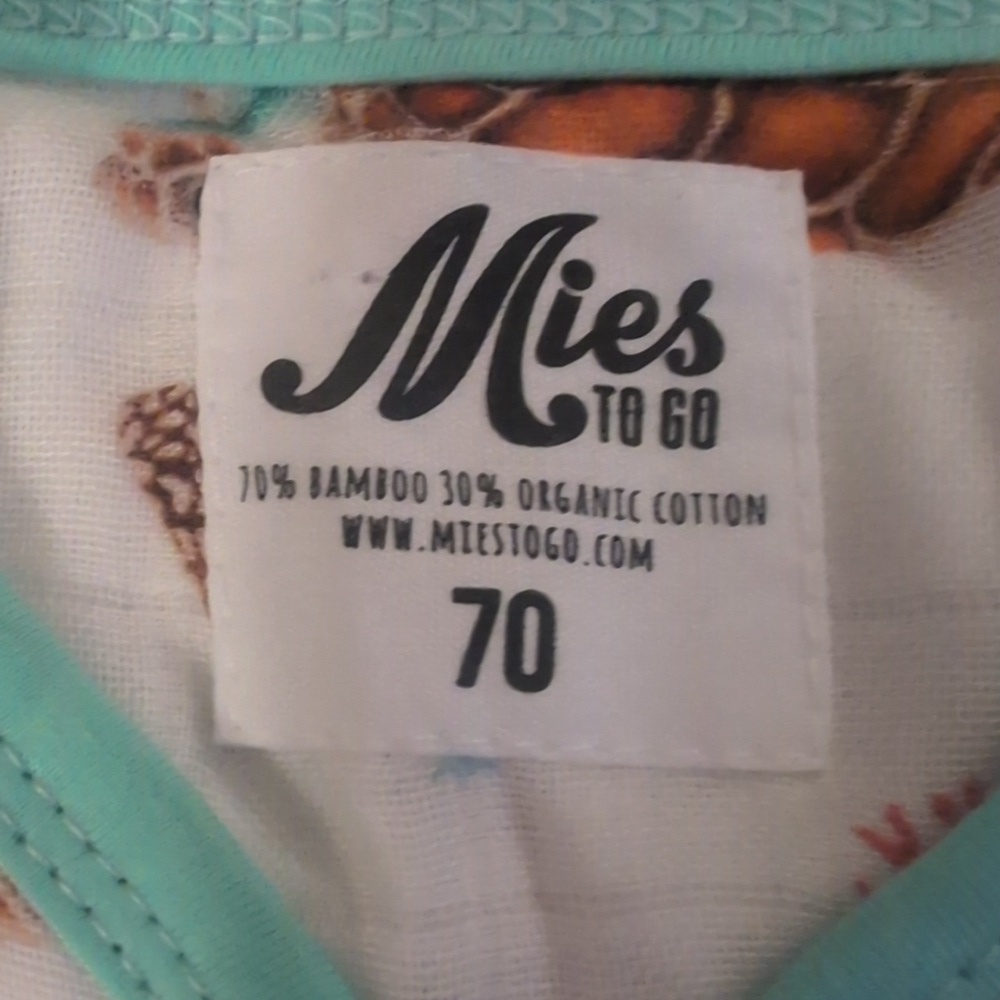 Mies
TO GO
70% BAMBOO 30% ORGANIC COTTON
WWW.MIESTOGO.COM
70